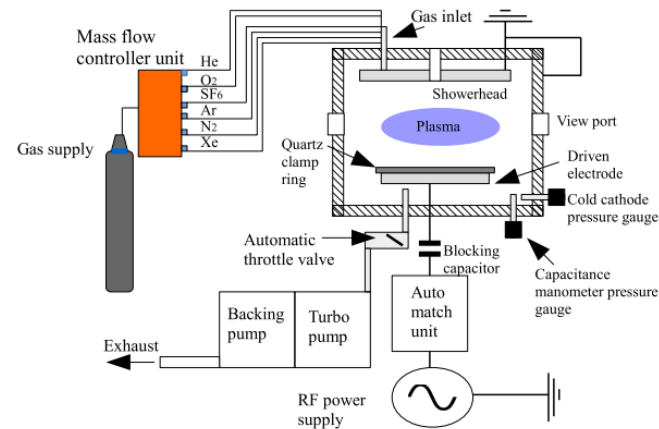 Gas inlet
Mass flow
controller unit
He
O2
SF6
Ar
N2
Xe
Showerhead
Plasma
View port
Gas supply
Quartz
clamp
ring
Driven
electrode
Cold cathode
pressure gauge
Automatic
throttle valve
Blocking
capacitor
Capacitance
manometer pressure
gauge
Backing
pump
Turbo
pump
Auto
match
unit
Exhaust
RF power
supply